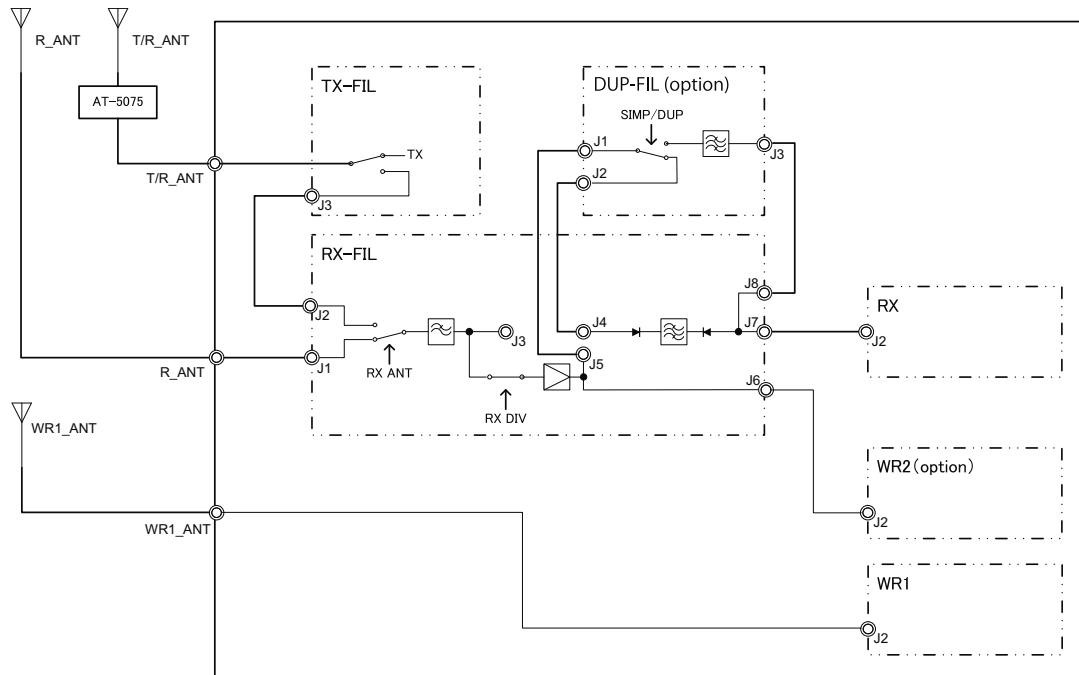 R_ANT
T/R_ANT
AT-5075
T/R_ANT
TX-FIL
TX
J3
DUP-FIL (option)
SIMP/DUP
J1
J2
J3
RX-FIL
J2
J1
RX ANT
J3
RX DIV
J4
J5
J8
J7
J6
R_ANT
RX
J2
WR1_ANT
WR1_ANT
WR2(option)
J2
WR1
J2